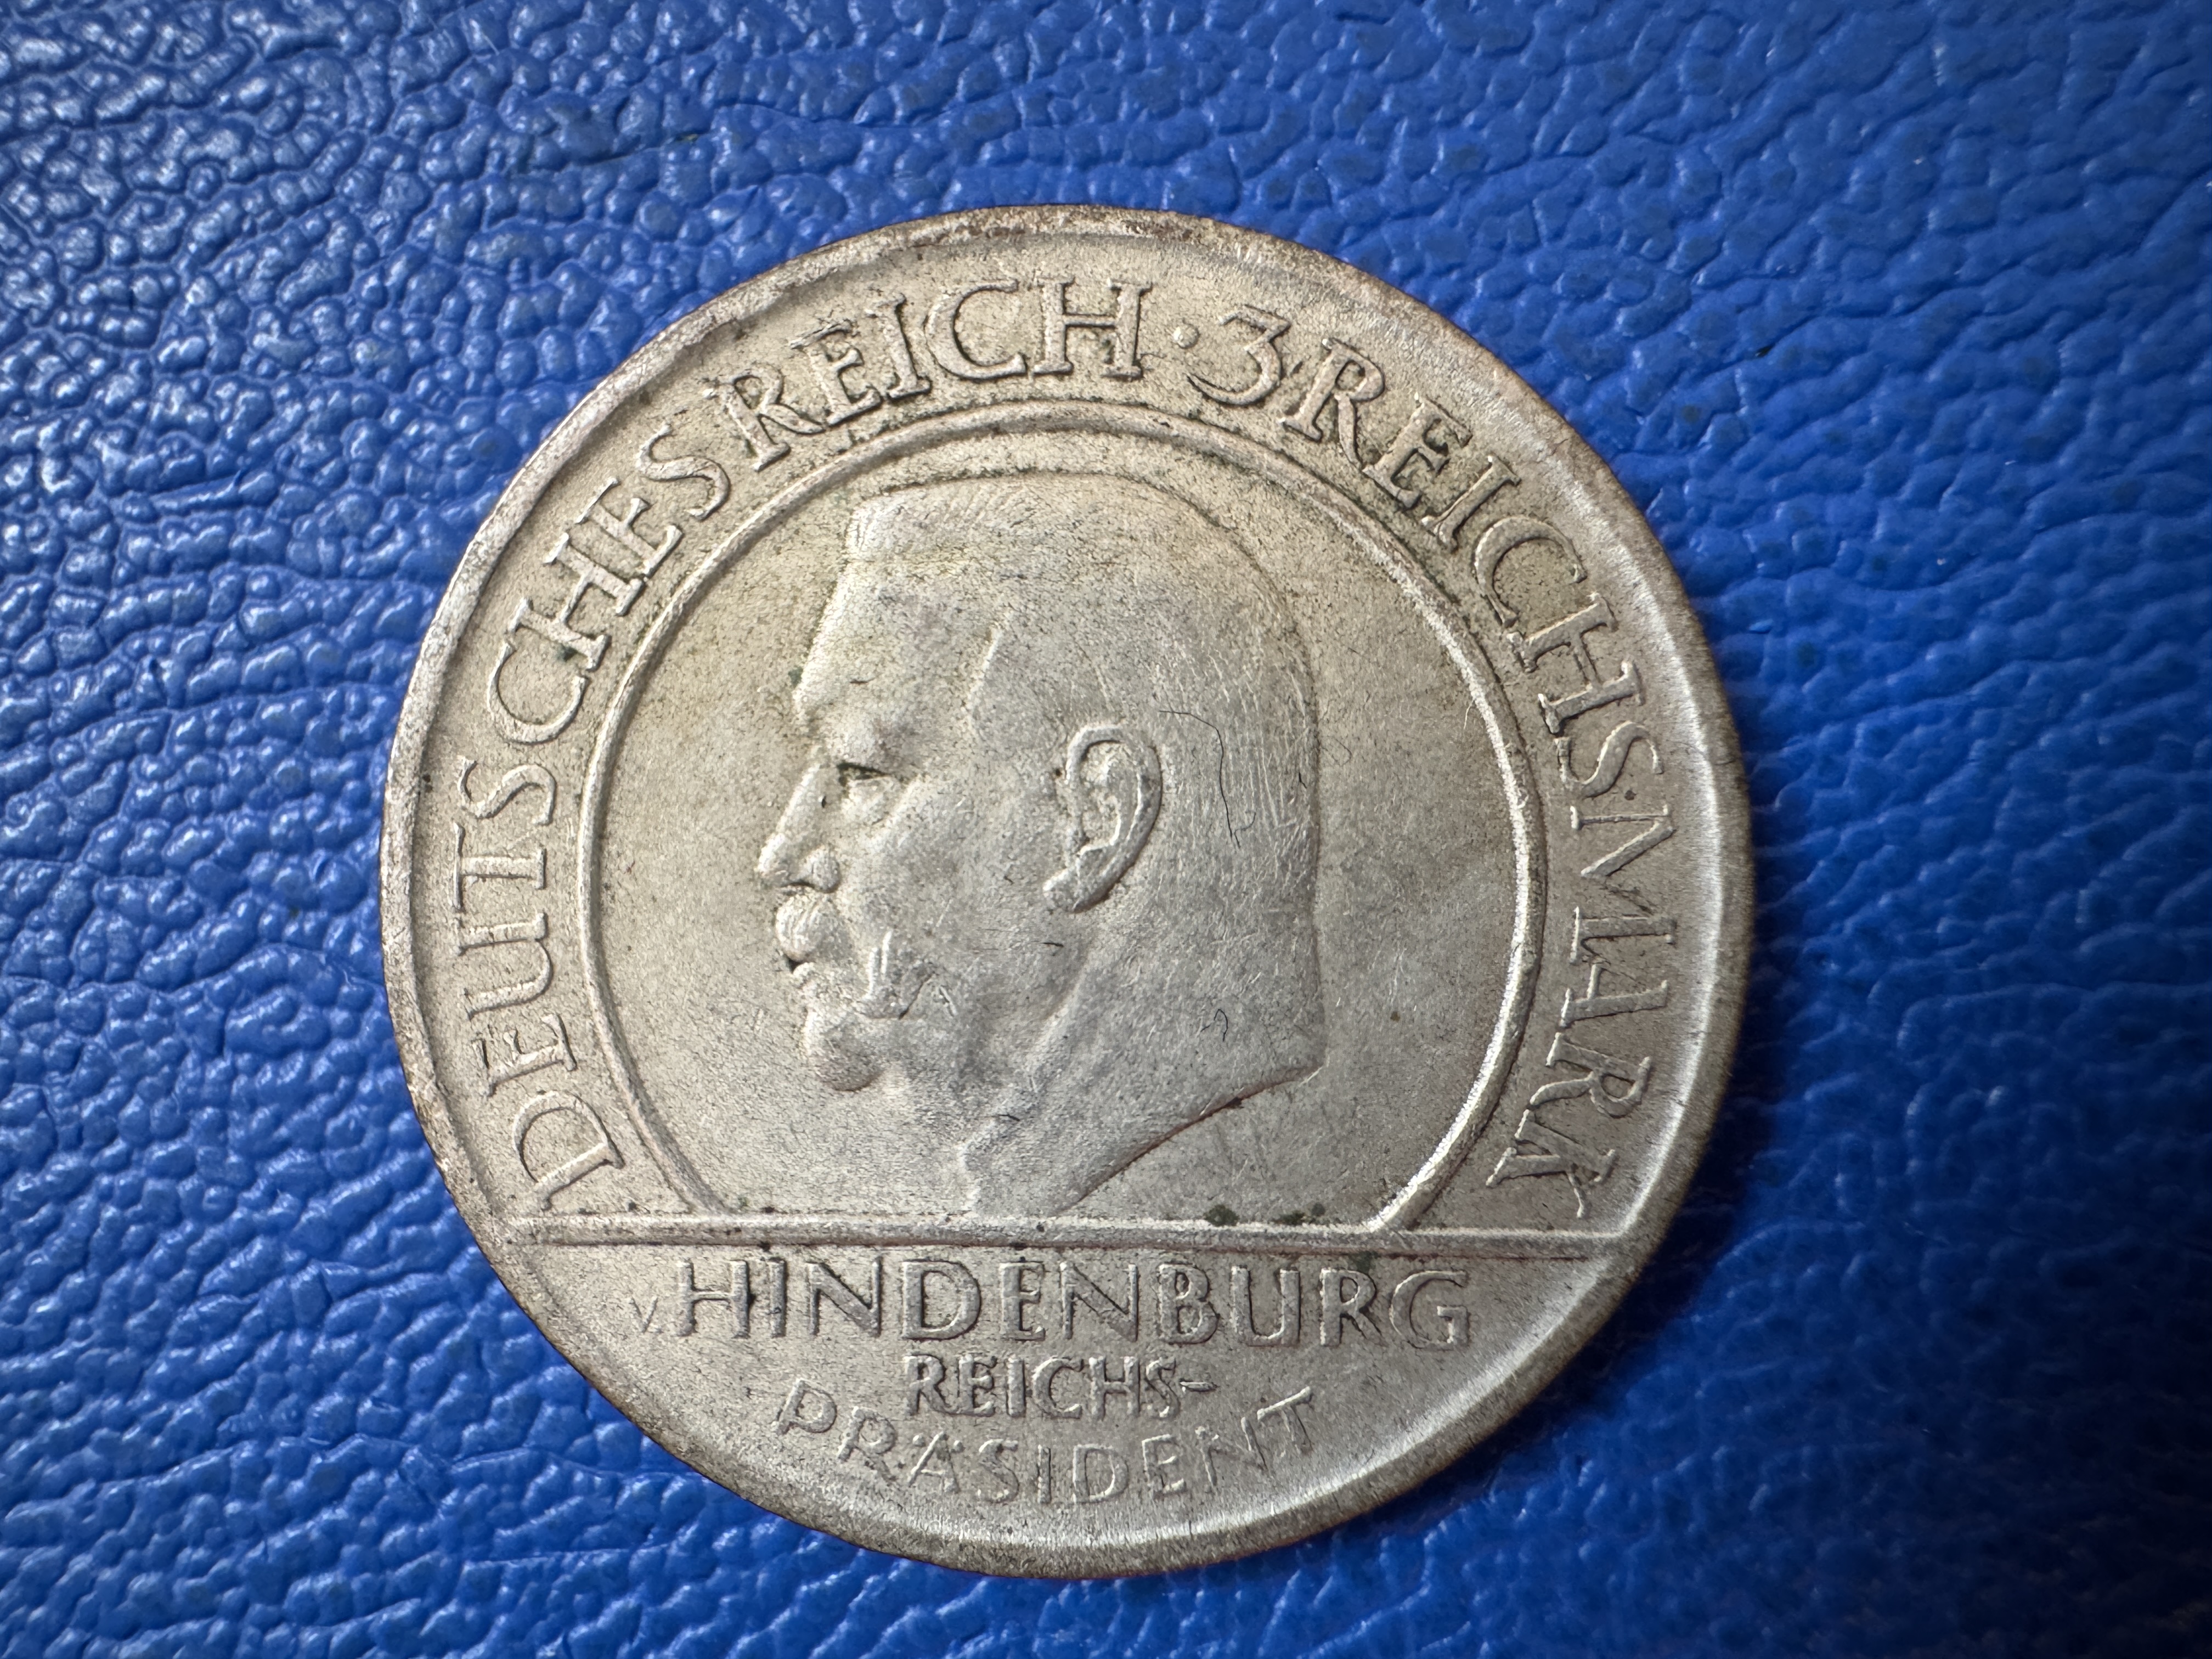 DEUTSCHES REICH · 3 REICHSMARK
v. HINDENBURG
REICHS-
PRÄSIDENT